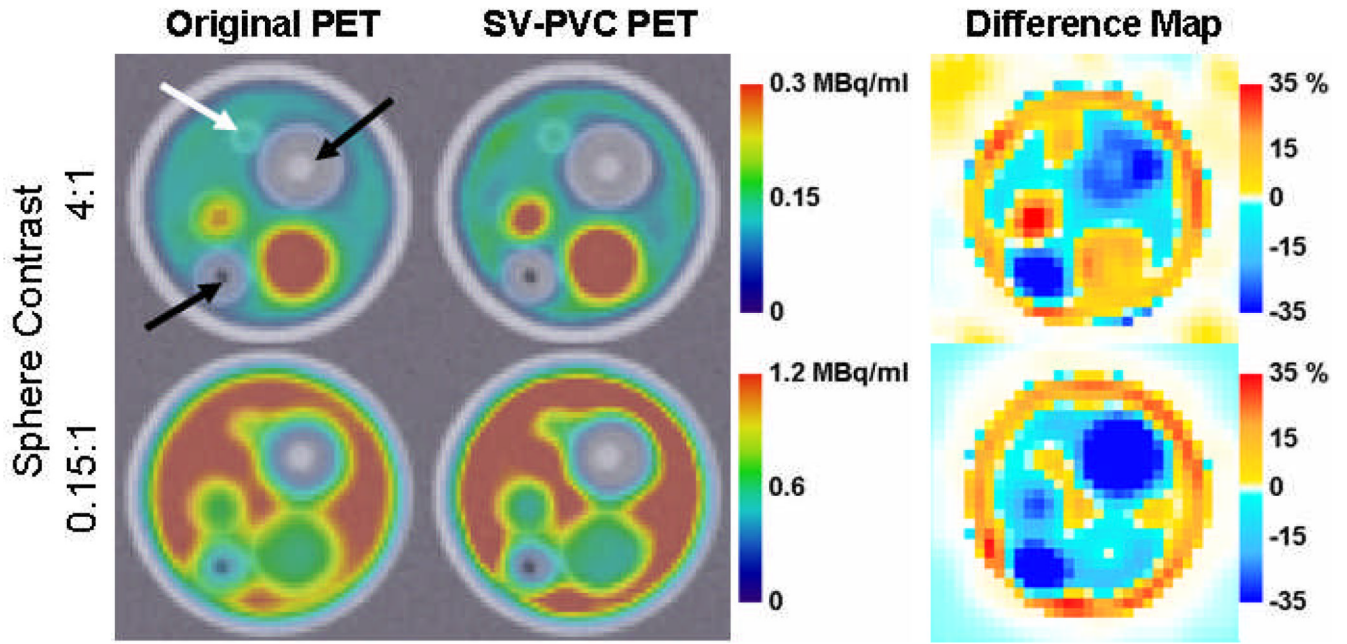 Original PET
SV-PVC PET
Difference Map
Sphere Contrast
4:1
0.3 MBq/ml
0.15
0
35 %
15
0
-15
-35
0.15:1
1.2 MBq/ml
0.6
0
35 %
15
0
-15
-35